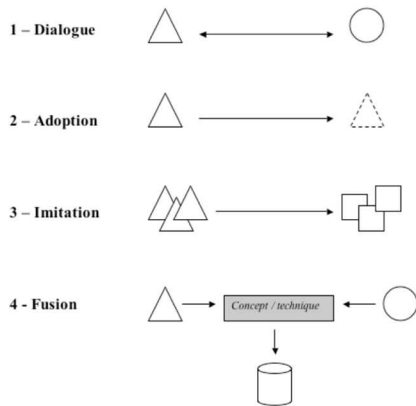 1 – Dialogue
2 – Adoption
3 – Imitation
4 - Fusion
Concept / technique